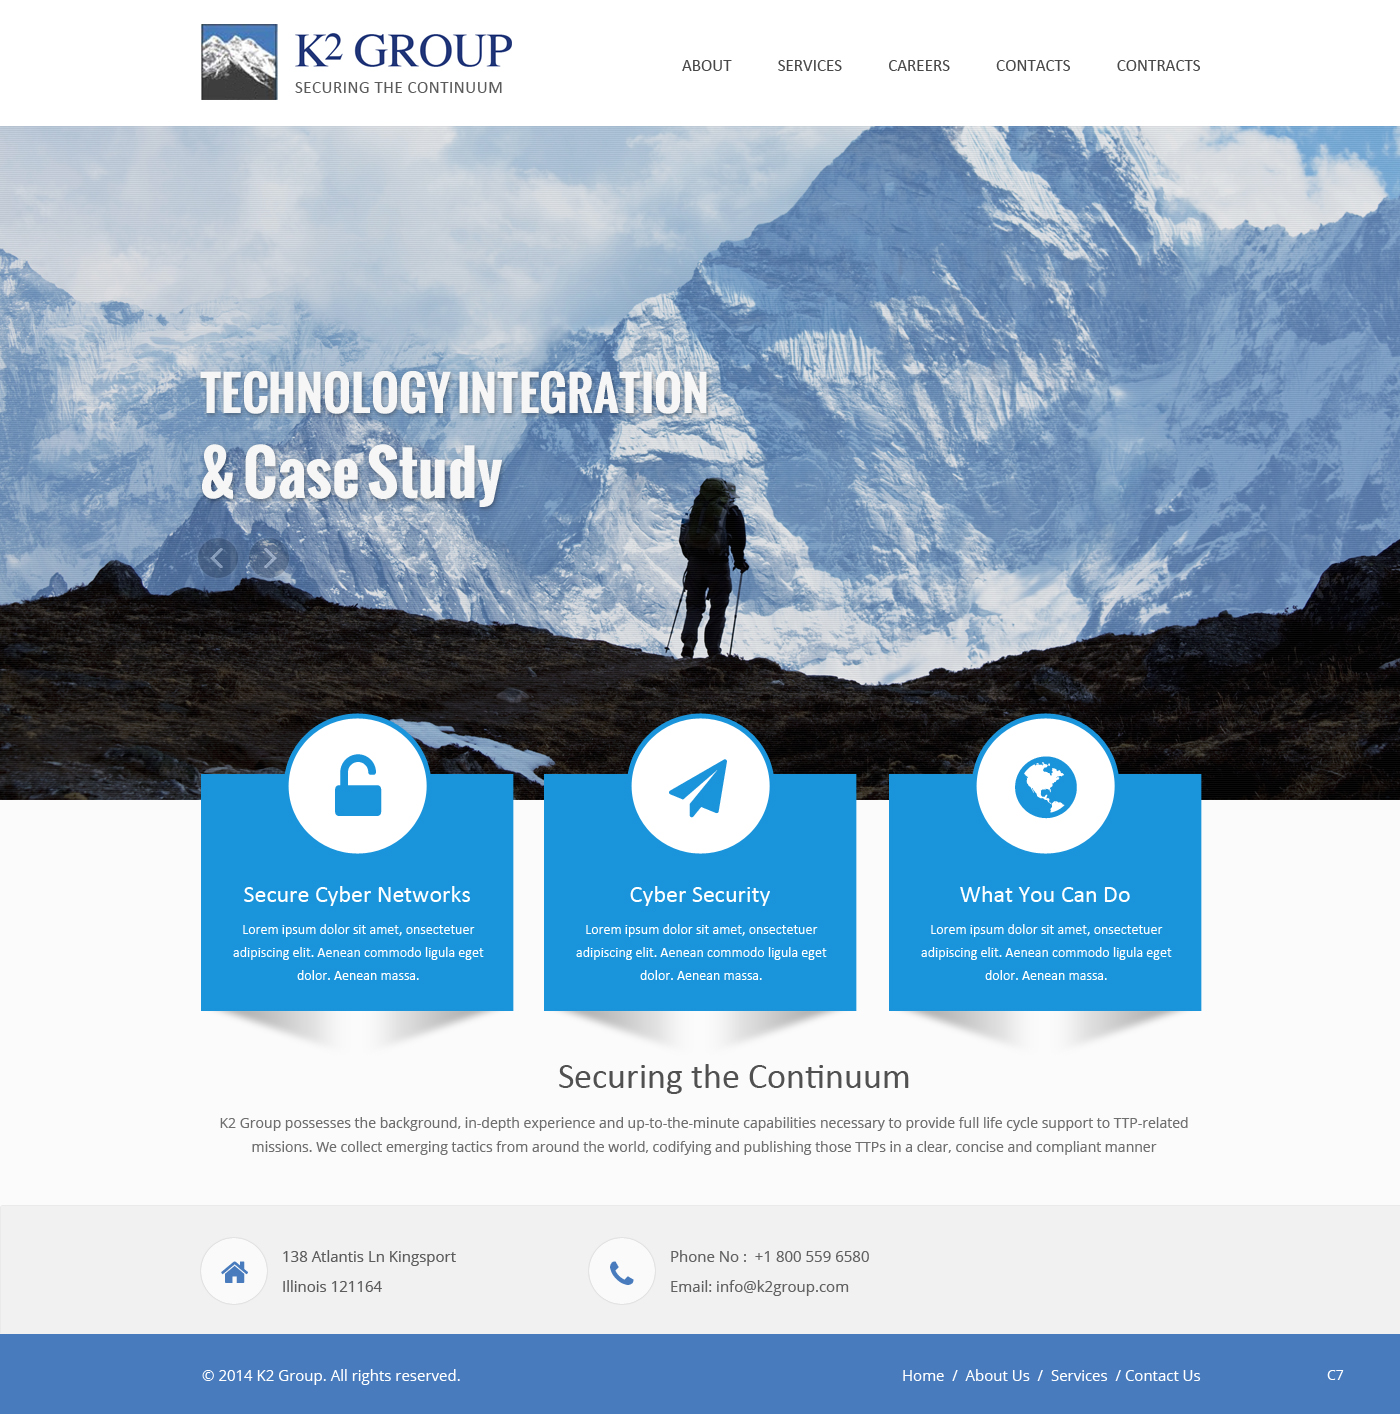 K2 GROUP
SECURING THE CONTINUUM
ABOUT SERVICES CAREERS CONTACTS CONTRACTS
TECHNOLOGY INTEGRATION
& Case Study
Secure Cyber Networks
Lorem ipsum dolor sit amet, onsectetuer
adipiscing elit. Aenean commodo ligula eget
dolor. Aenean massa.
Cyber Security
Lorem ipsum dolor sit amet, onsectetuer
adipiscing elit. Aenean commodo ligula eget
dolor. Aenean massa.
What You Can Do
Lorem ipsum dolor sit amet, onsectetuer
adipiscing elit. Aenean commodo ligula eget
dolor. Aenean massa.
Securing the Continuum
K2 Group possesses the background, in-depth experience and up-to-the-minute capabilities necessary to provide full life cycle support to TTP-related
missions. We collect emerging tactics from around the world, codifying and publishing those TTPs in a clear, concise and compliant manner
138 Atlantis Ln Kingsport
Illinois 121164
Phone No : +1 800 559 6580
Email: info@k2group.com
© 2014 K2 Group. All rights reserved.
Home / About Us / Services / Contact Us
C7